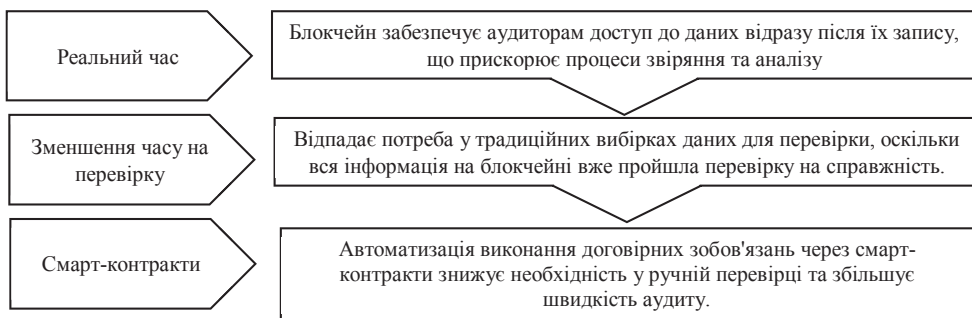 Реальний час
Блокчейн забезпечує аудиторам доступ до даних відразу після їх запису,
що прискорює процеси звіряння та аналізу
Зменшення часу на
перевірку
Відпадає потреба у традиційних вибірках даних для перевірки, оскільки
вся інформація на блокчейні вже пройшла перевірку на справжність.
Смарт-контракти
Автоматизація виконання договірних зобов'язань через смарт-
контракти знижує необхідність у ручній перевірці та збільшує
швидкість аудиту.